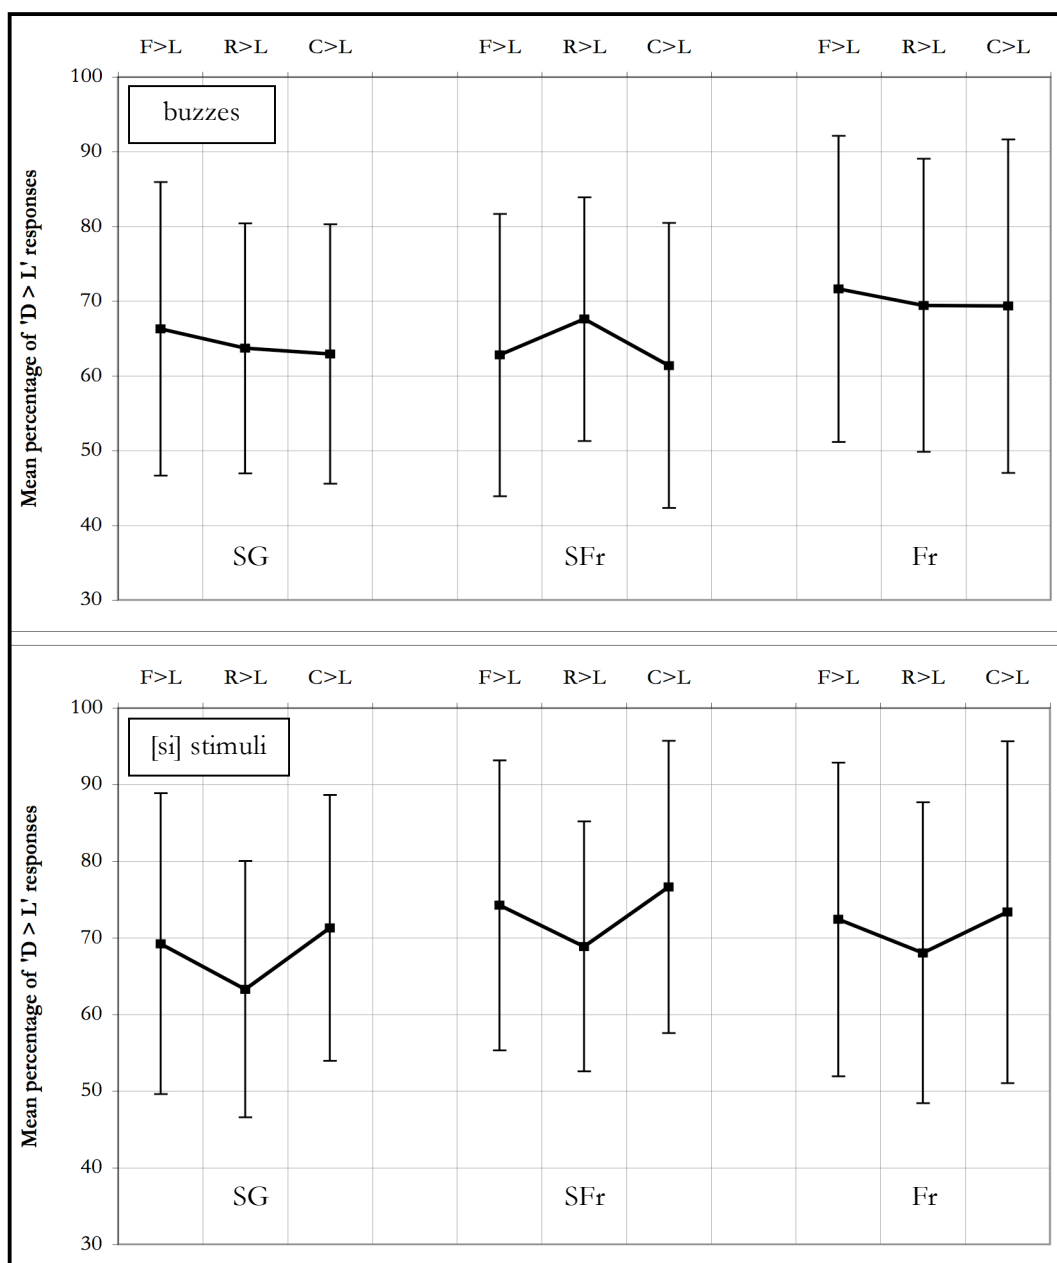 F>L R>L C>L F>L R>L C>L F>L R>L C>L
100
buzzes
90
80
70
60
50
40
30
Mean percentage of 'D > L' responses
SG SFr Fr
F>L R>L C>L F>L R>L C>L F>L R>L C>L
100
[si] stimuli
90
80
70
60
50
40
30
Mean percentage of 'D > L' responses
SG SFr Fr